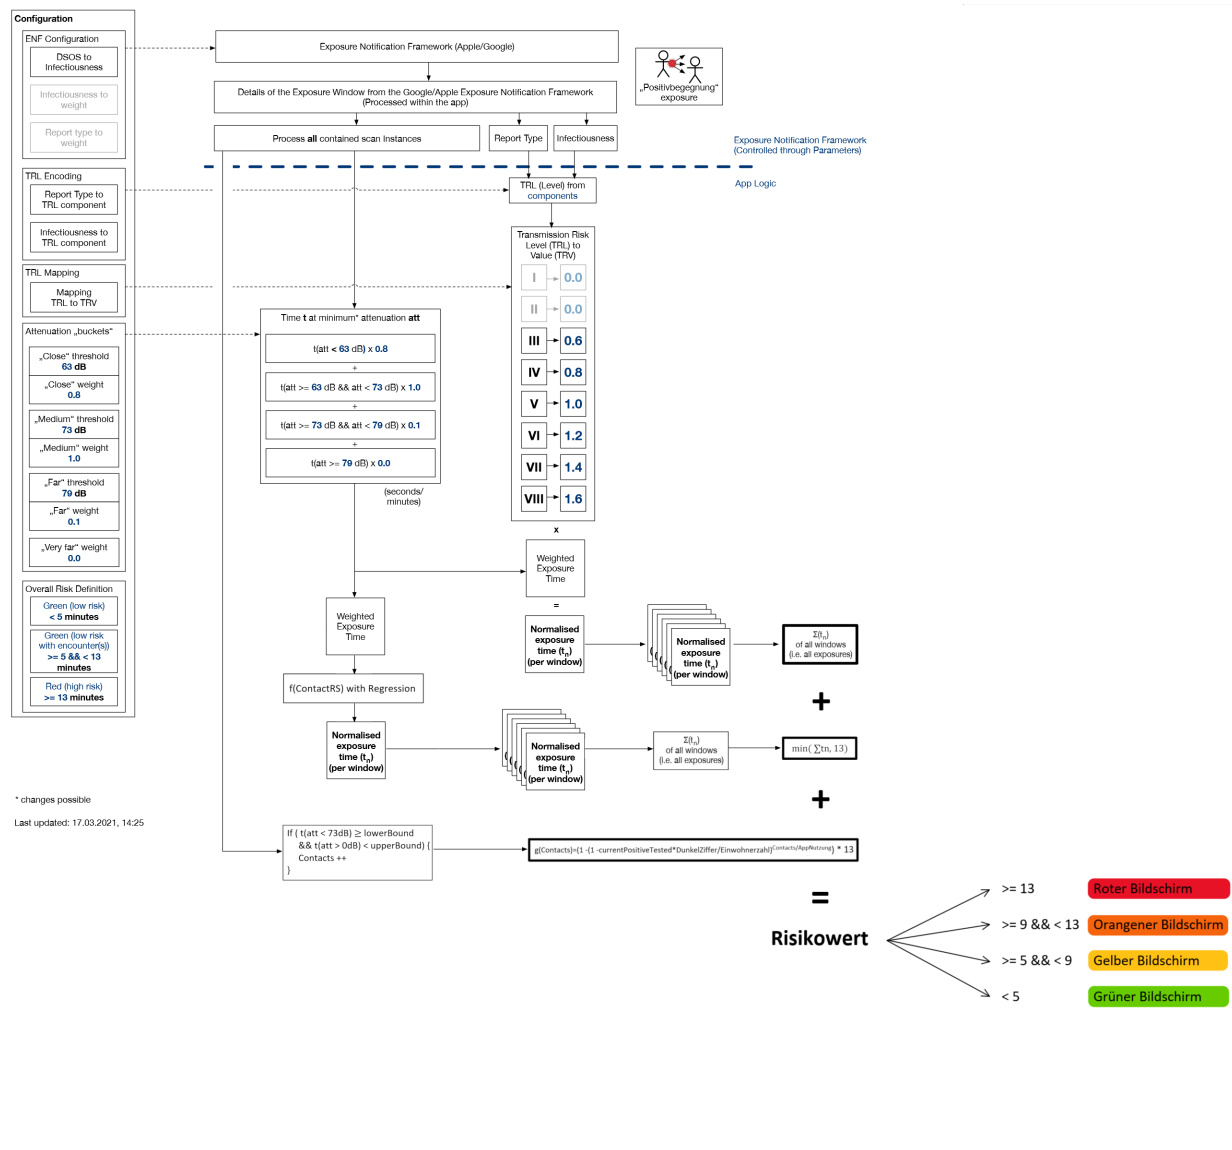 Configuration
ENF Configuration
DSOS to
Infectiousness
Infectiousness to
weight
Report type to
weight
TRL Encoding
Report Type to
TRL component
Infectiousness to
TRL component
TRL Mapping
Mapping
TRL to TRV
Attenuation „buckets“
„Close“ threshold
63 dB
„Close“ weight
0.8
„Medium“ threshold
73 dB
„Medium“ weight
1.0
„Far“ threshold
79 dB
„Far“ weight
0.1
„Very far“ weight
0.0
Overall Risk Definition
Green (low risk)
< 5 minutes
Green (low risk
with encounter(s))
>= 5 && < 13
minutes
Red (high risk)
>= 13 minutes
* changes possible
Last updated: 17.03.2021, 14:25
Exposure Notification Framework (Apple/Google)
Details of the Exposure Window from the Google/Apple Exposure Notification Framework
(Processed within the app)
Process all contained scan Instances
Report Type
Infectiousness
„Positivbegegnung“
exposure
Exposure Notification Framework
(Controlled through Parameters)
App Logic
TRL (Level) from
components
Transmission Risk
Level (TRL) to
Value (TRV)
I 0.0
II 0.0
III 0.6
IV 0.8
V 1.0
VI 1.2
VII 1.4
VIII 1.6
Time t at minimum* attenuation att
t(att < 63 dB) x 0.8
+
t(att >= 63 dB && att < 73 dB) x 1.0
+
t(att >= 73 dB && att < 79 dB) x 0.1
+
t(att >= 79 dB) x 0.0
(seconds/
minutes)
x
Weighted
Exposure
Time
=
Normalised
exposure
time (tn)
(per window)
Normalised
exposure
time (tn)
(per window)
Σ(tn)
of all windows
(i.e. all exposures)
+
Weighted
Exposure
Time
f(ContactRS) with Regression
Normalised
exposure
time (tn)
(per window)
Normalised
exposure
time (tn)
(per window)
Σ(tn)
of all windows
(i.e. all exposures)
min( ∑tn, 13)
+
If ( t(att < 73dB) ≥ lowerBound
&& t(att > 0dB) < upperBound) {
Contacts ++
}
g(Contacts)=(1 -(1 -currentPositiveTested*DunkelZiffer/Einwohnerzahl)^Contacts/AppNutzung) * 13
=
Risikowert
>= 13 Roter Bildschirm
>= 9 && < 13 Orangener Bildschirm
>= 5 && < 9 Gelber Bildschirm
< 5 Grüner Bildschirm